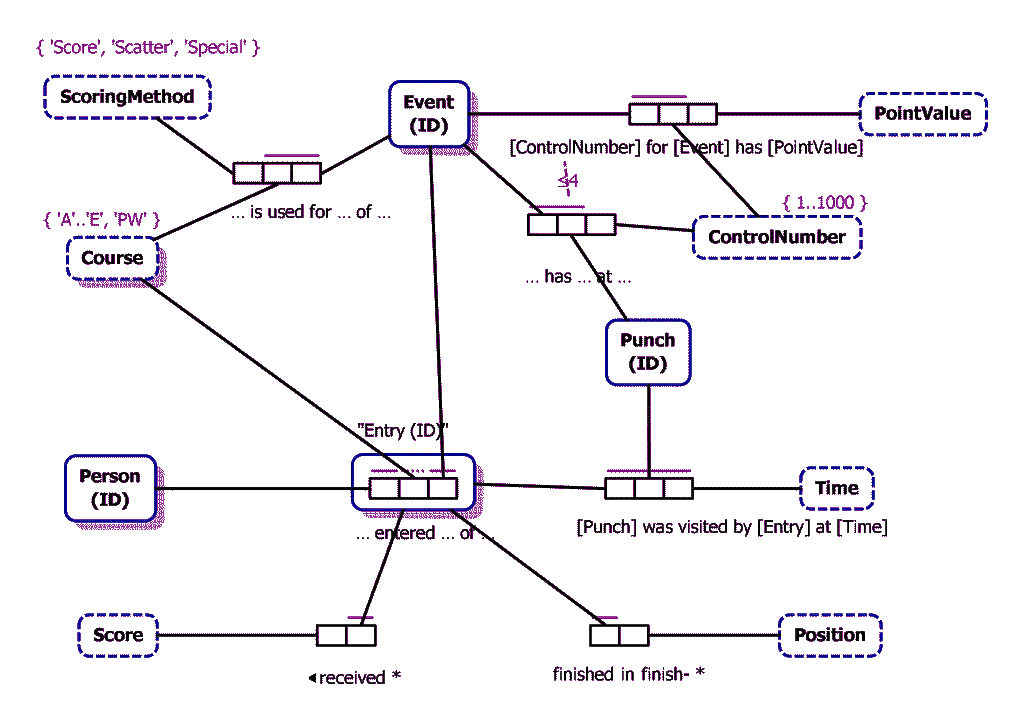 { 'Score', 'Scatter', 'Special' }
ScoringMethod
Event
(ID)
PointValue
[ControlNumber] for [Event] has [PointValue]
≤4
{ 1..1000 }
... is used for ... of ...
{ 'A'..'E', 'PW' }
ControlNumber
Course
... has ... at ...
Punch
(ID)
"Entry (ID)"
Person
(ID)
Time
... entered ... of ...
[Punch] was visited by [Entry] at [Time]
Score
Position
◄received *
finished in finish- *